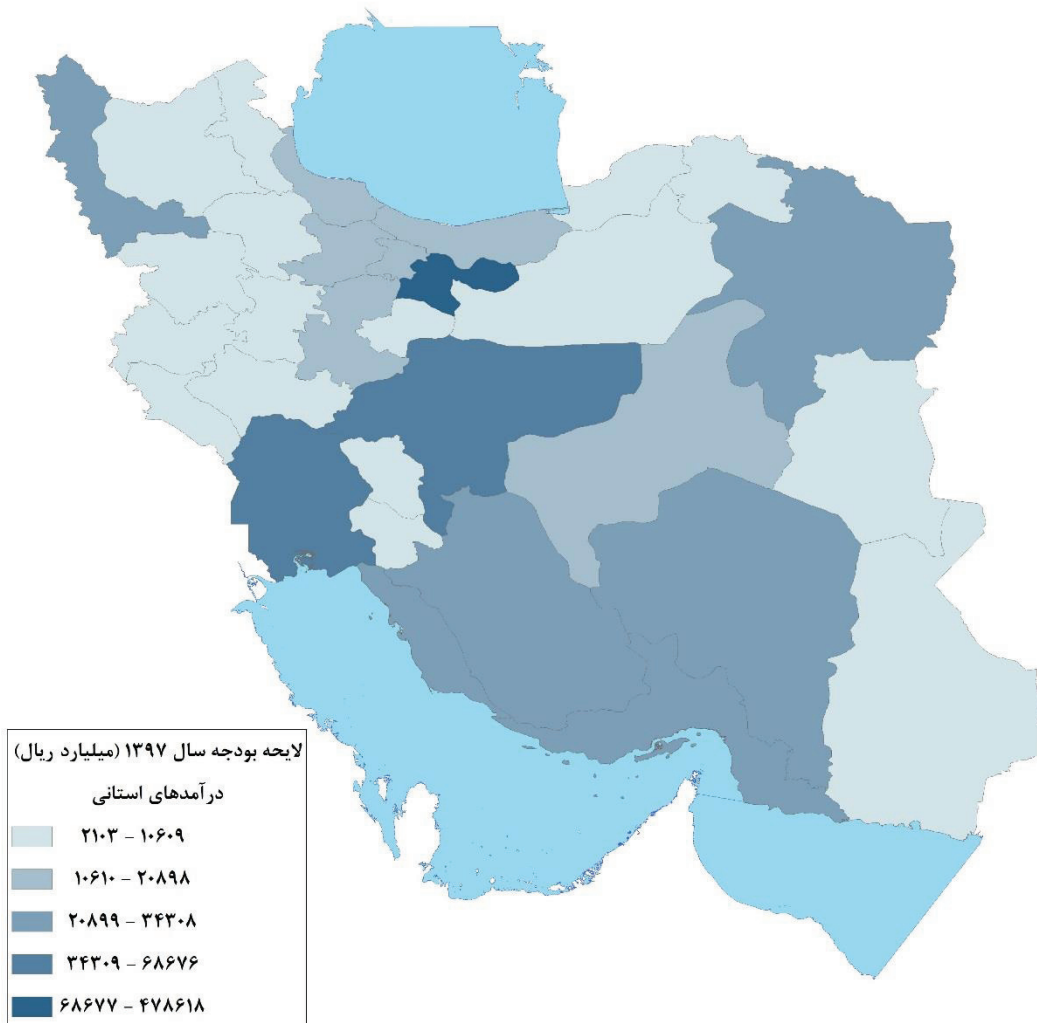 لایحه بودجه سال ۱۳۹۷ (میلیارد ریال)
درآمدهای استانی
۲۱۰۳ – ۱۰۶۰۹
۱۰۶۱۰ – ۲۰۸۹۸
۲۰۸۹۹ – ۳۴۳۰۸
۳۴۳۰۹ – ۶۸۶۷۶
۶۸۶۷۷ – ۴۷۸۶۱۸